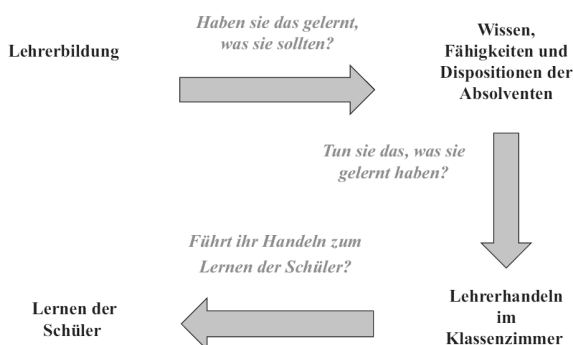 Haben sie das gelernt,
was sie sollten?
Lehrerbildung
Wissen,
Fähigkeiten und
Dispositionen der
Absolventen
Tun sie das, was sie
gelernt haben?
Führt ihr Handeln zum
Lernen der Schüler?
Lernen der
Schüler
Lehrerhandeln
im
Klassenzimmer